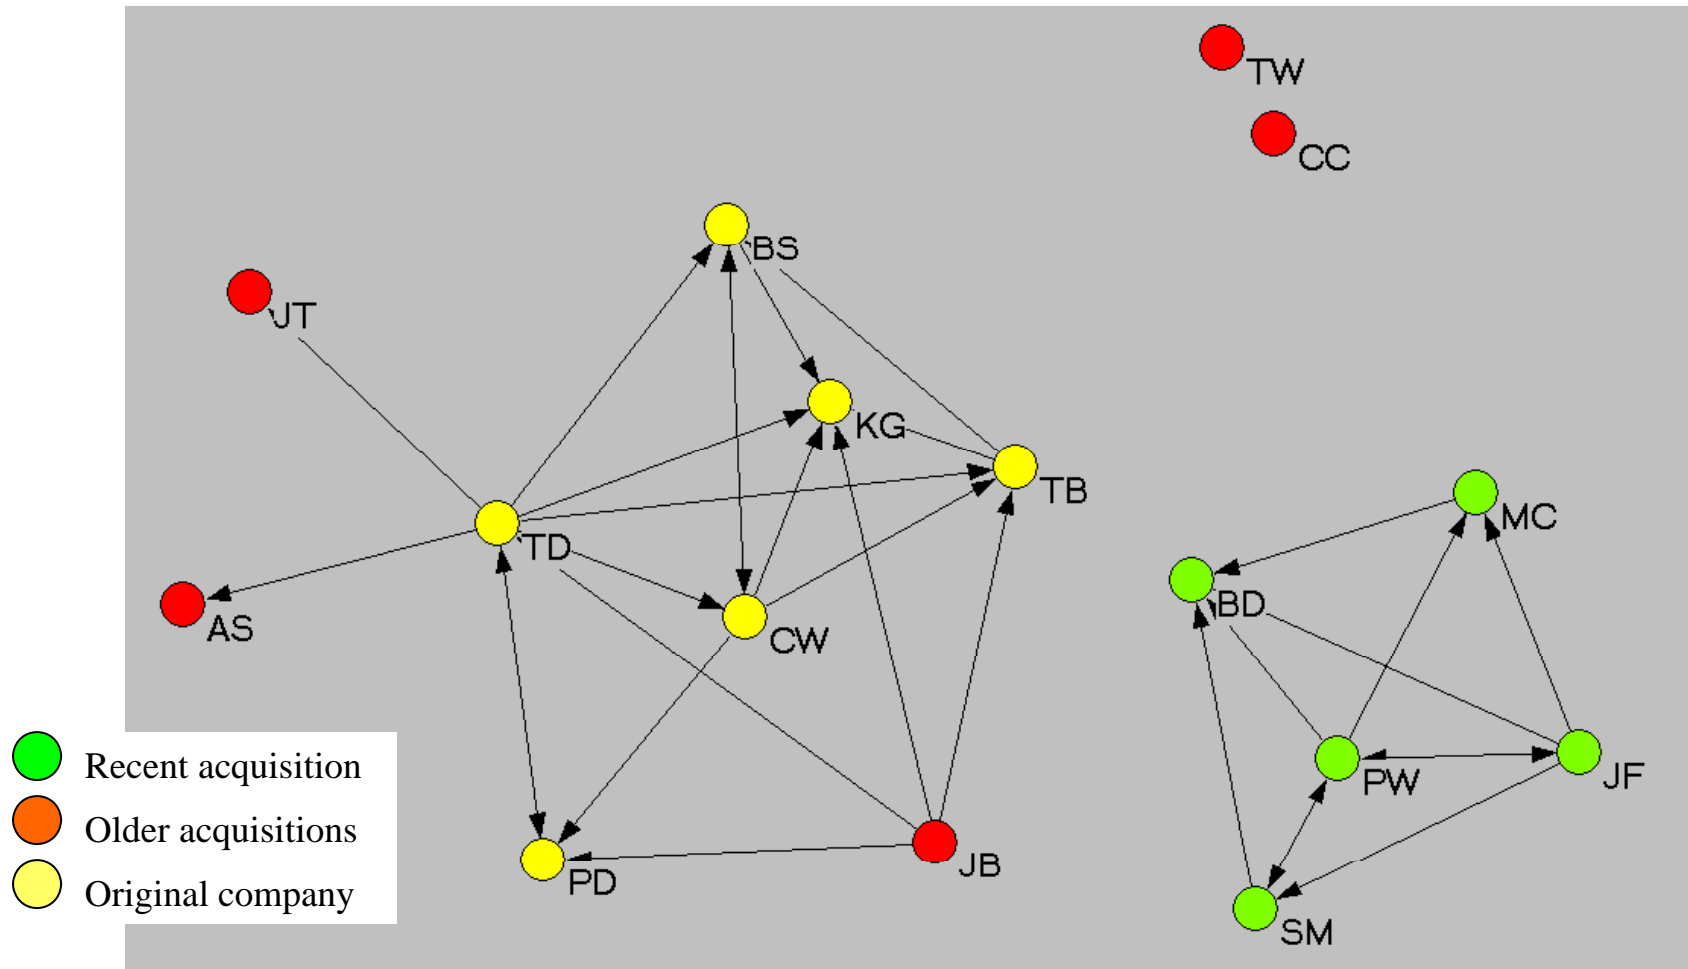 TW
CC
BS
JT
KG
TB
MC
TD
BD
AS
CW
PW
JF
PD
JB
SM
Recent acquisition
Older acquisitions
Original company